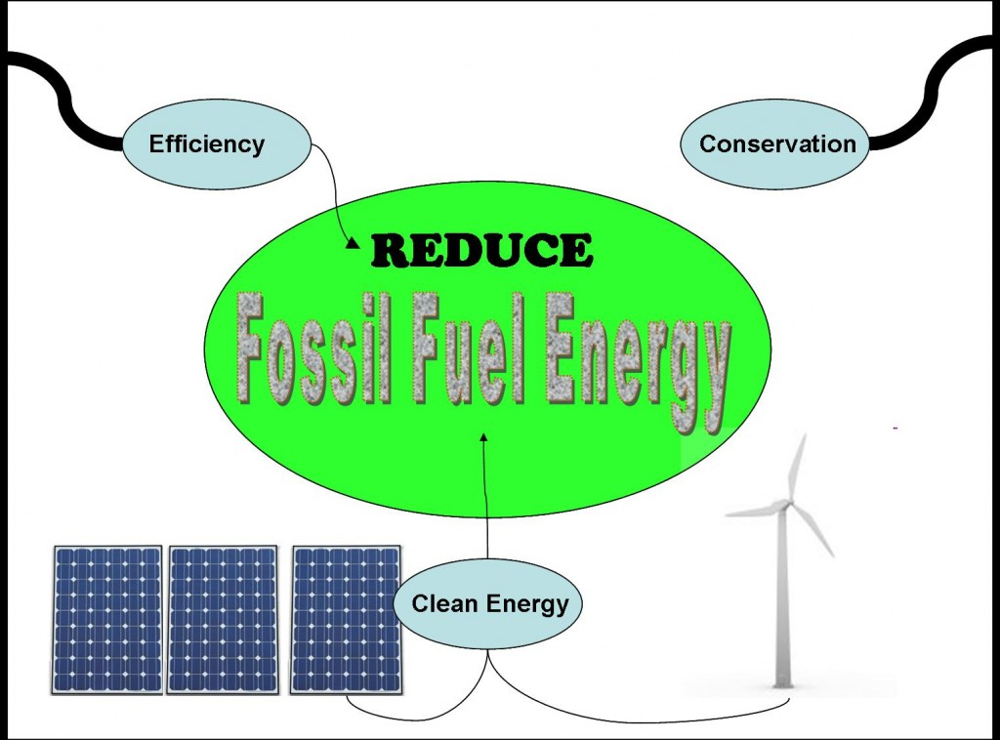 Efficiency
Conservation
REDUCE
Fossil Fuel Energy
Clean Energy